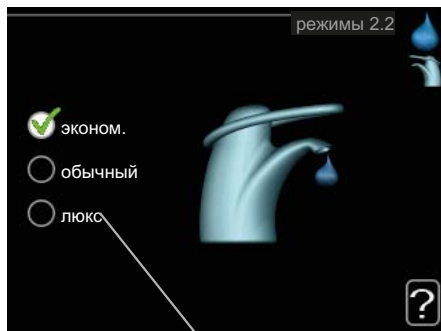 режимы 2.2
эконом.
обычный
люкс
?